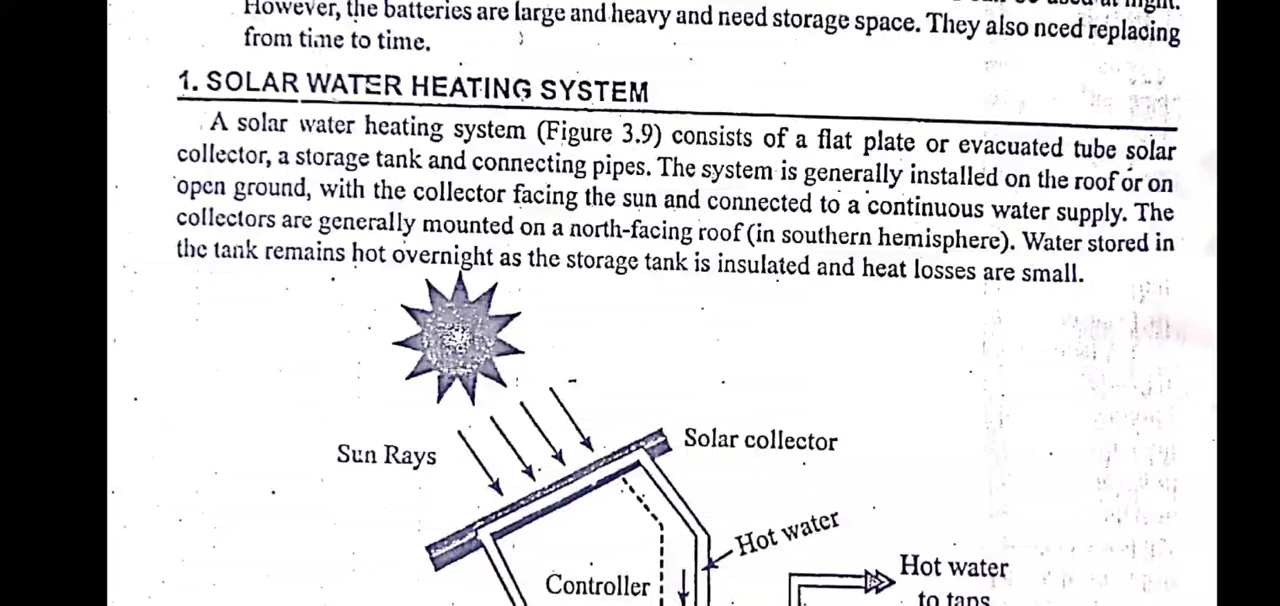 However, the batteries are large and heavy and need storage space. They also need replacing
from time to time.
1. SOLAR WATER HEATING SYSTEM
A solar water heating system (Figure 3.9) consists of a flat plate or evacuated tube solar
collector, a storage tank and connecting pipes. The system is generally installed on the roof or on
open ground, with the collector facing the sun and connected to a continuous water supply. The
collectors are generally mounted on a north-facing roof (in southern hemisphere). Water stored in
the tank remains hot overnight as the storage tank is insulated and heat losses are small.
Solar collector
Sun Rays
Hot water
Hot water
to taps
Controller